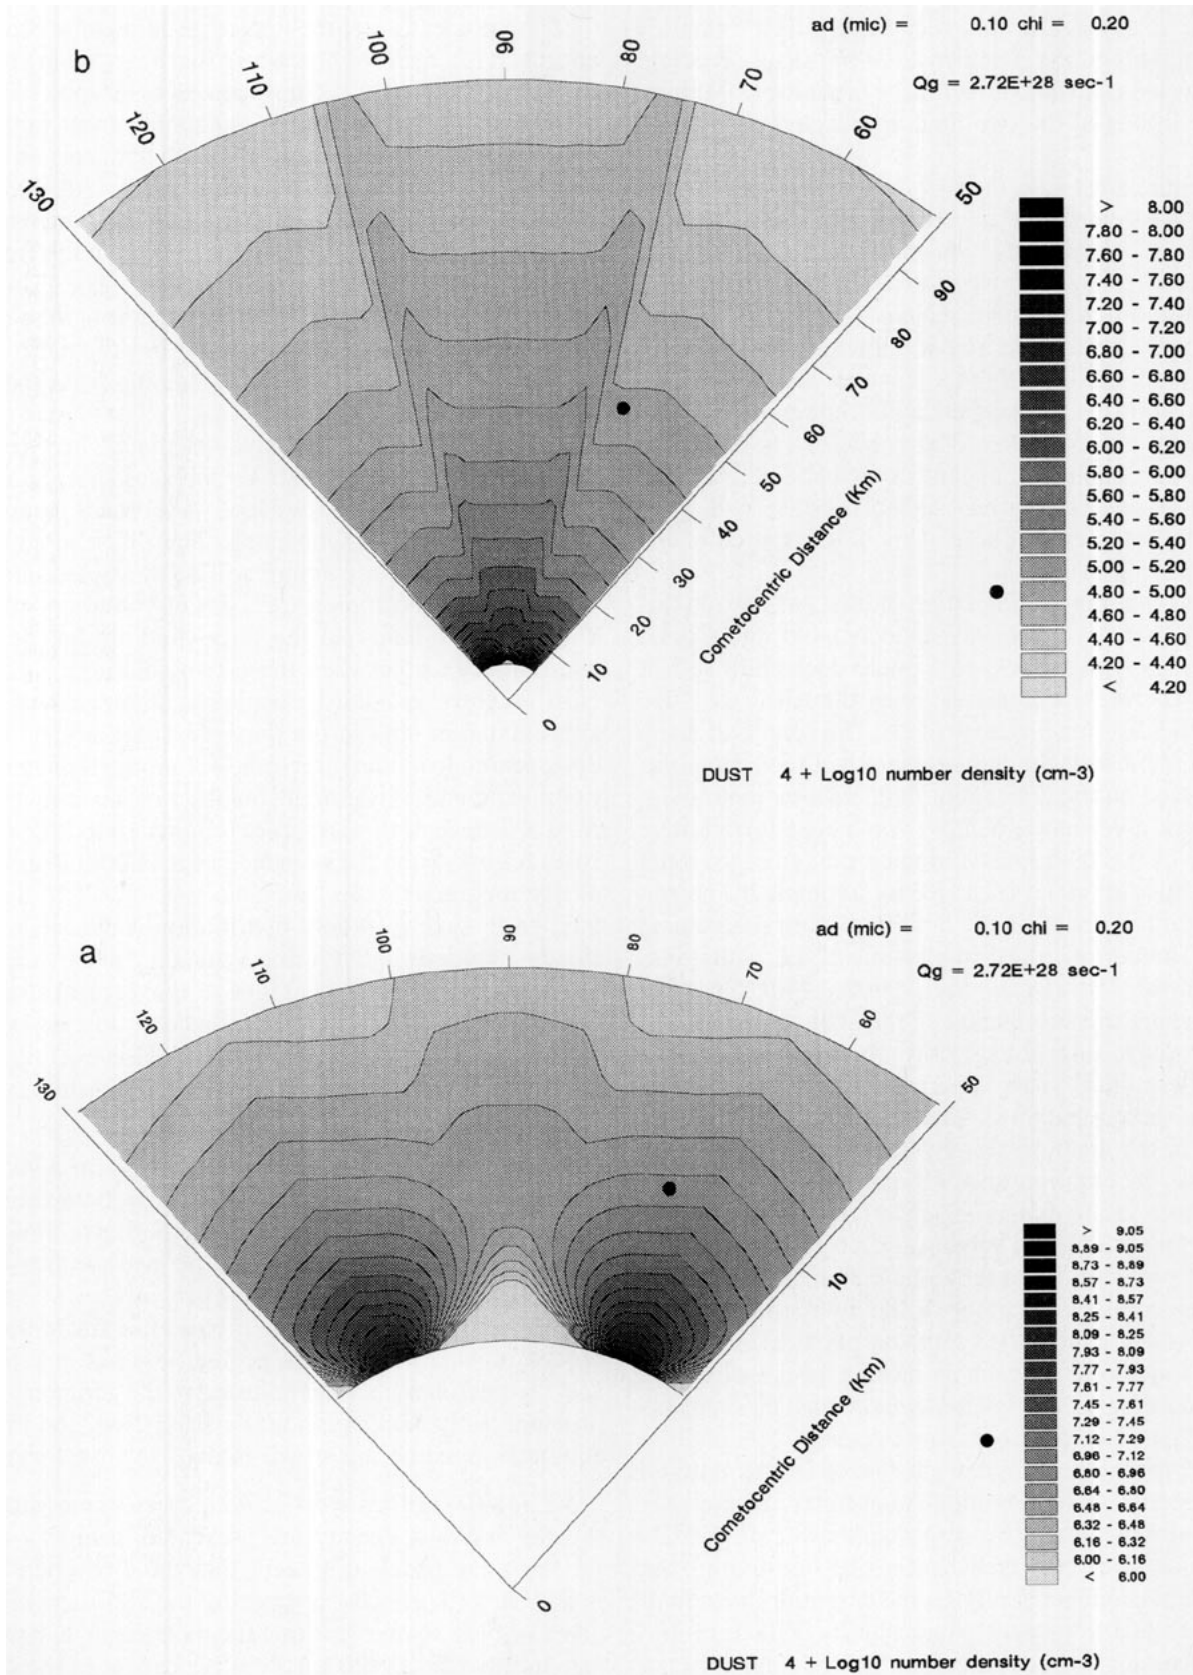 b
ad (mic) = 0.10 chi = 0.20
Qg = 2.72E+28 sec-1
130
120
110
100
90
80
70
60
50
90
80
70
60
50
40
30
20
10
0
Cometocentric Distance (Km)
> 8.00
7.80 - 8.00
7.60 - 7.80
7.40 - 7.60
7.20 - 7.40
7.00 - 7.20
6.80 - 7.00
6.60 - 6.80
6.40 - 6.60
6.20 - 6.40
6.00 - 6.20
5.80 - 6.00
5.60 - 5.80
5.40 - 5.60
5.20 - 5.40
5.00 - 5.20
4.80 - 5.00
4.60 - 4.80
4.40 - 4.60
4.20 - 4.40
< 4.20
DUST 4 + Log10 number density (cm-3)
a
ad (mic) = 0.10 chi = 0.20
Qg = 2.72E+28 sec-1
130
120
110
100
90
80
70
60
50
10
0
Cometocentric Distance (Km)
> 9.05
8.89 - 9.05
8.73 - 8.89
8.57 - 8.73
8.41 - 8.57
8.25 - 8.41
8.09 - 8.25
7.93 - 8.09
7.77 - 7.93
7.61 - 7.77
7.45 - 7.61
7.29 - 7.45
7.12 - 7.29
6.96 - 7.12
6.80 - 6.96
6.64 - 6.80
6.48 - 6.64
6.32 - 6.48
6.16 - 6.32
6.00 - 6.16
< 6.00
DUST 4 + Log10 number density (cm-3)